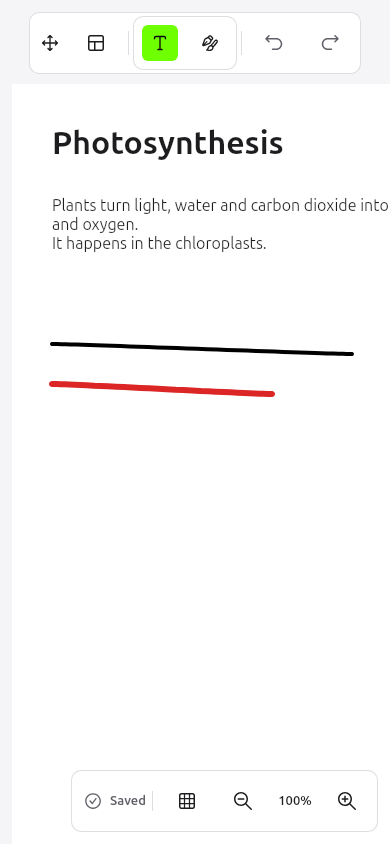 Photosynthesis
Plants turn light, water and carbon dioxide into
and oxygen.
It happens in the chloroplasts.
Saved
100%